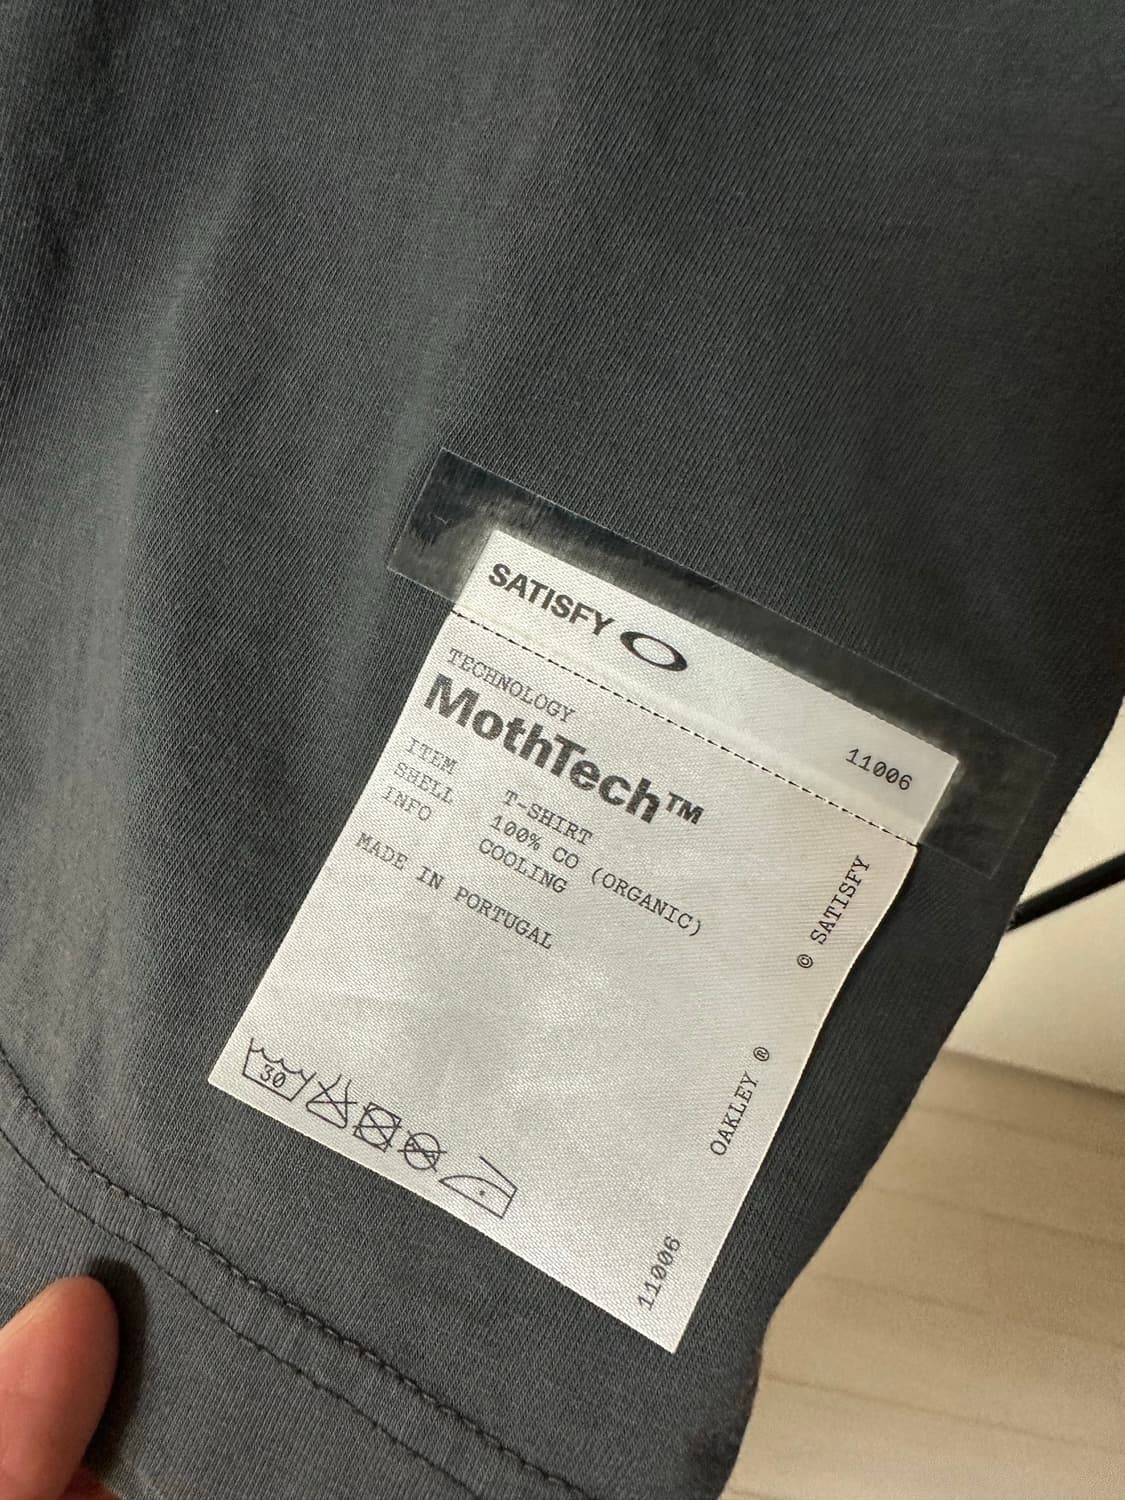 SATISFY
11006
TECHNOLOGY
MothTech™
ITEM T-SHIRT
SHELL 100% CO (ORGANIC)
INFO COOLING
MADE IN PORTUGAL
30
© SATISFY
OAKLEY ®
11006